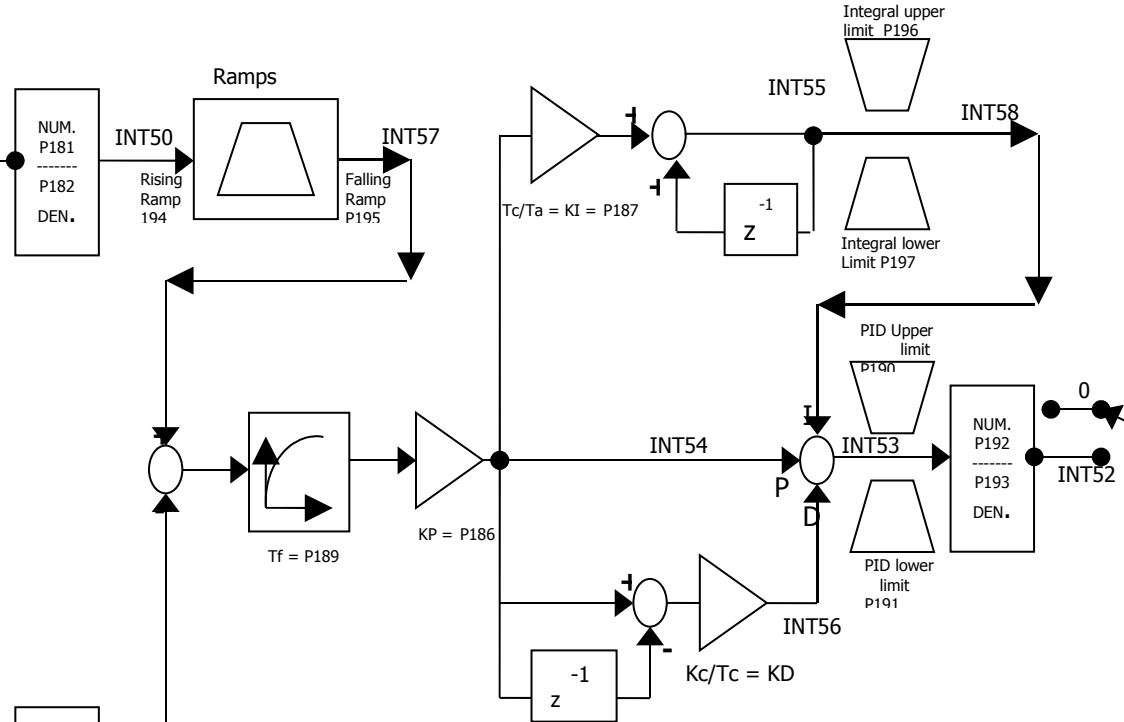 Integral upper
limit P196
Ramps
INT55
NUM.
P181
-------
P182
DEN.
INT50
INT57
INT58
+
Rising
Ramp
194
Falling
Ramp
P195
+
Tc/Ta = KI = P187
-1
z
Integral lower
Limit P197
PID Upper
limit
P190
0
I
+
INT54
INT53
NUM.
P192
-------
P193
DEN.
INT52
P
D
-
KP = P186
Tf = P189
PID lower
limit
P191
+
INT56
-
-1
z
Kc/Tc = KD